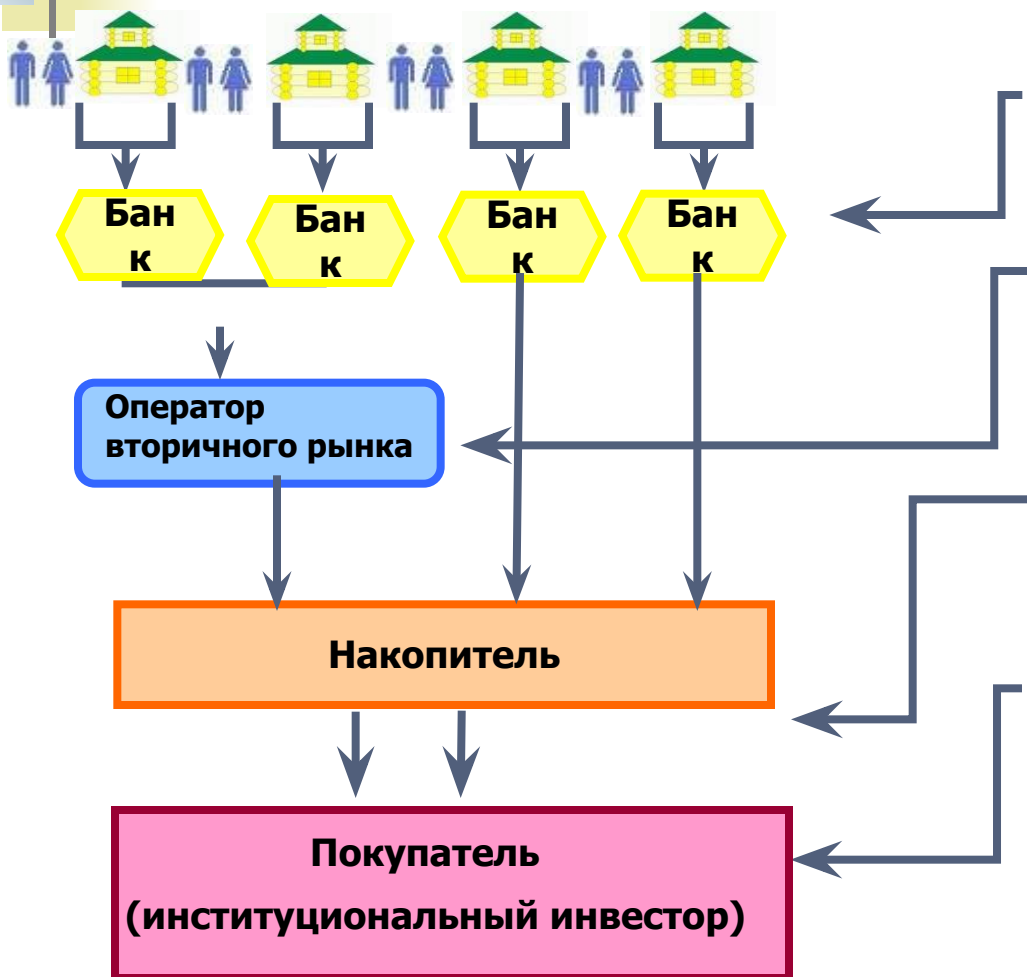 Бан
к
Бан
к
Бан
к
Бан
к
Оператор
вторичного рынка
Накопитель
Покупатель
(институциональный инвестор)